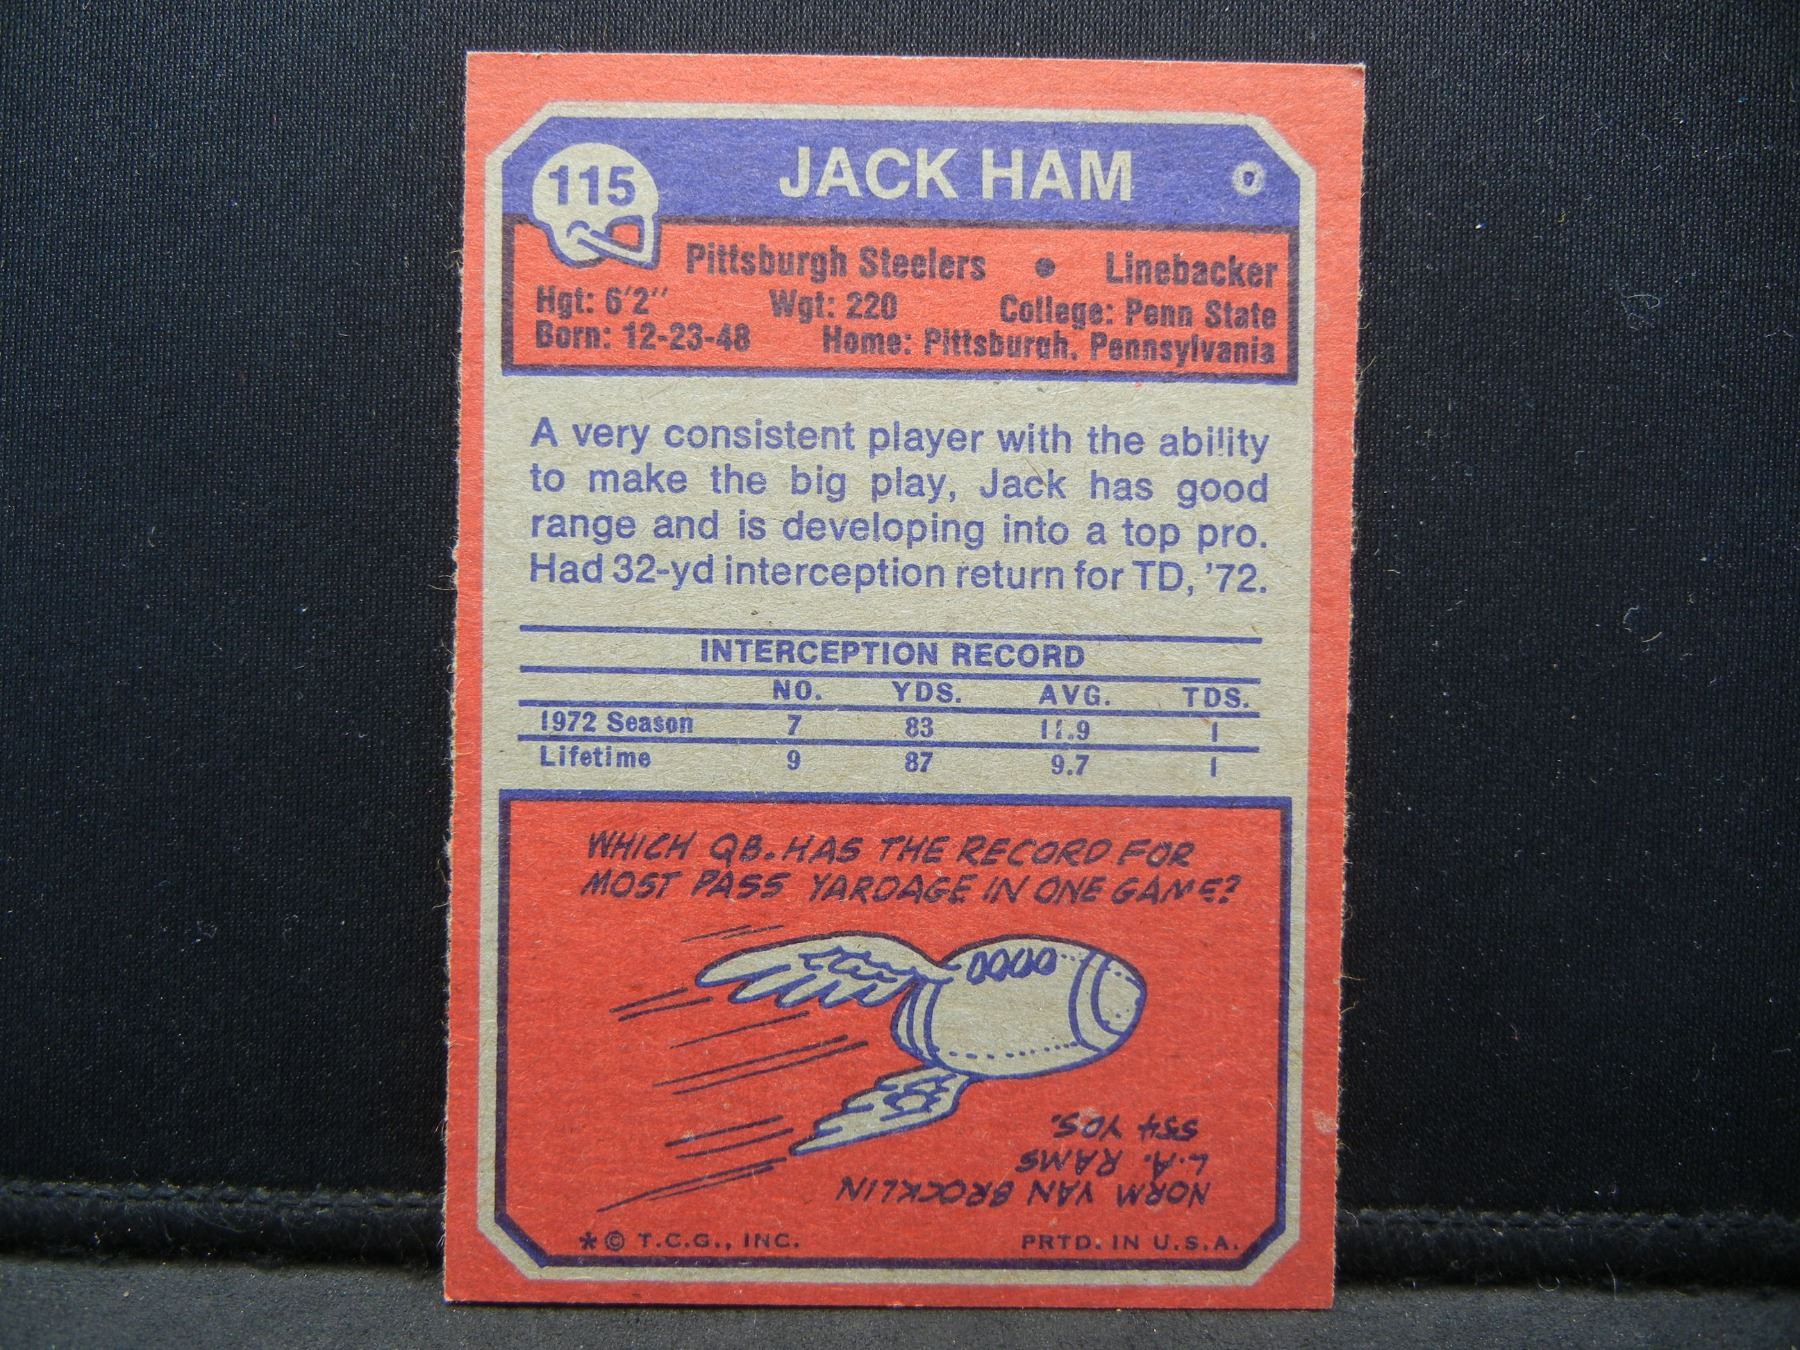 115
JACK HAM
Pittsburgh Steelers • Linebacker
Hgt: 6'2" Wgt: 220 College: Penn State
Born: 12-23-48 Home: Pittsburgh, Pennsylvania
A very consistent player with the ability
to make the big play, Jack has good
range and is developing into a top pro.
Had 32-yd interception return for TD, '72.
INTERCEPTION RECORD
NO. YDS. AVG. TDS.
1972 Season 7 83 11.9 1
Lifetime 9 87 9.7 1
WHICH QB. HAS THE RECORD FOR
MOST PASS YARDAGE IN ONE GAME?
NORM VAN BROCKLIN
L.A. RAMS
554 YDS.
*© T.C.G., INC. PRTD. IN U.S.A.